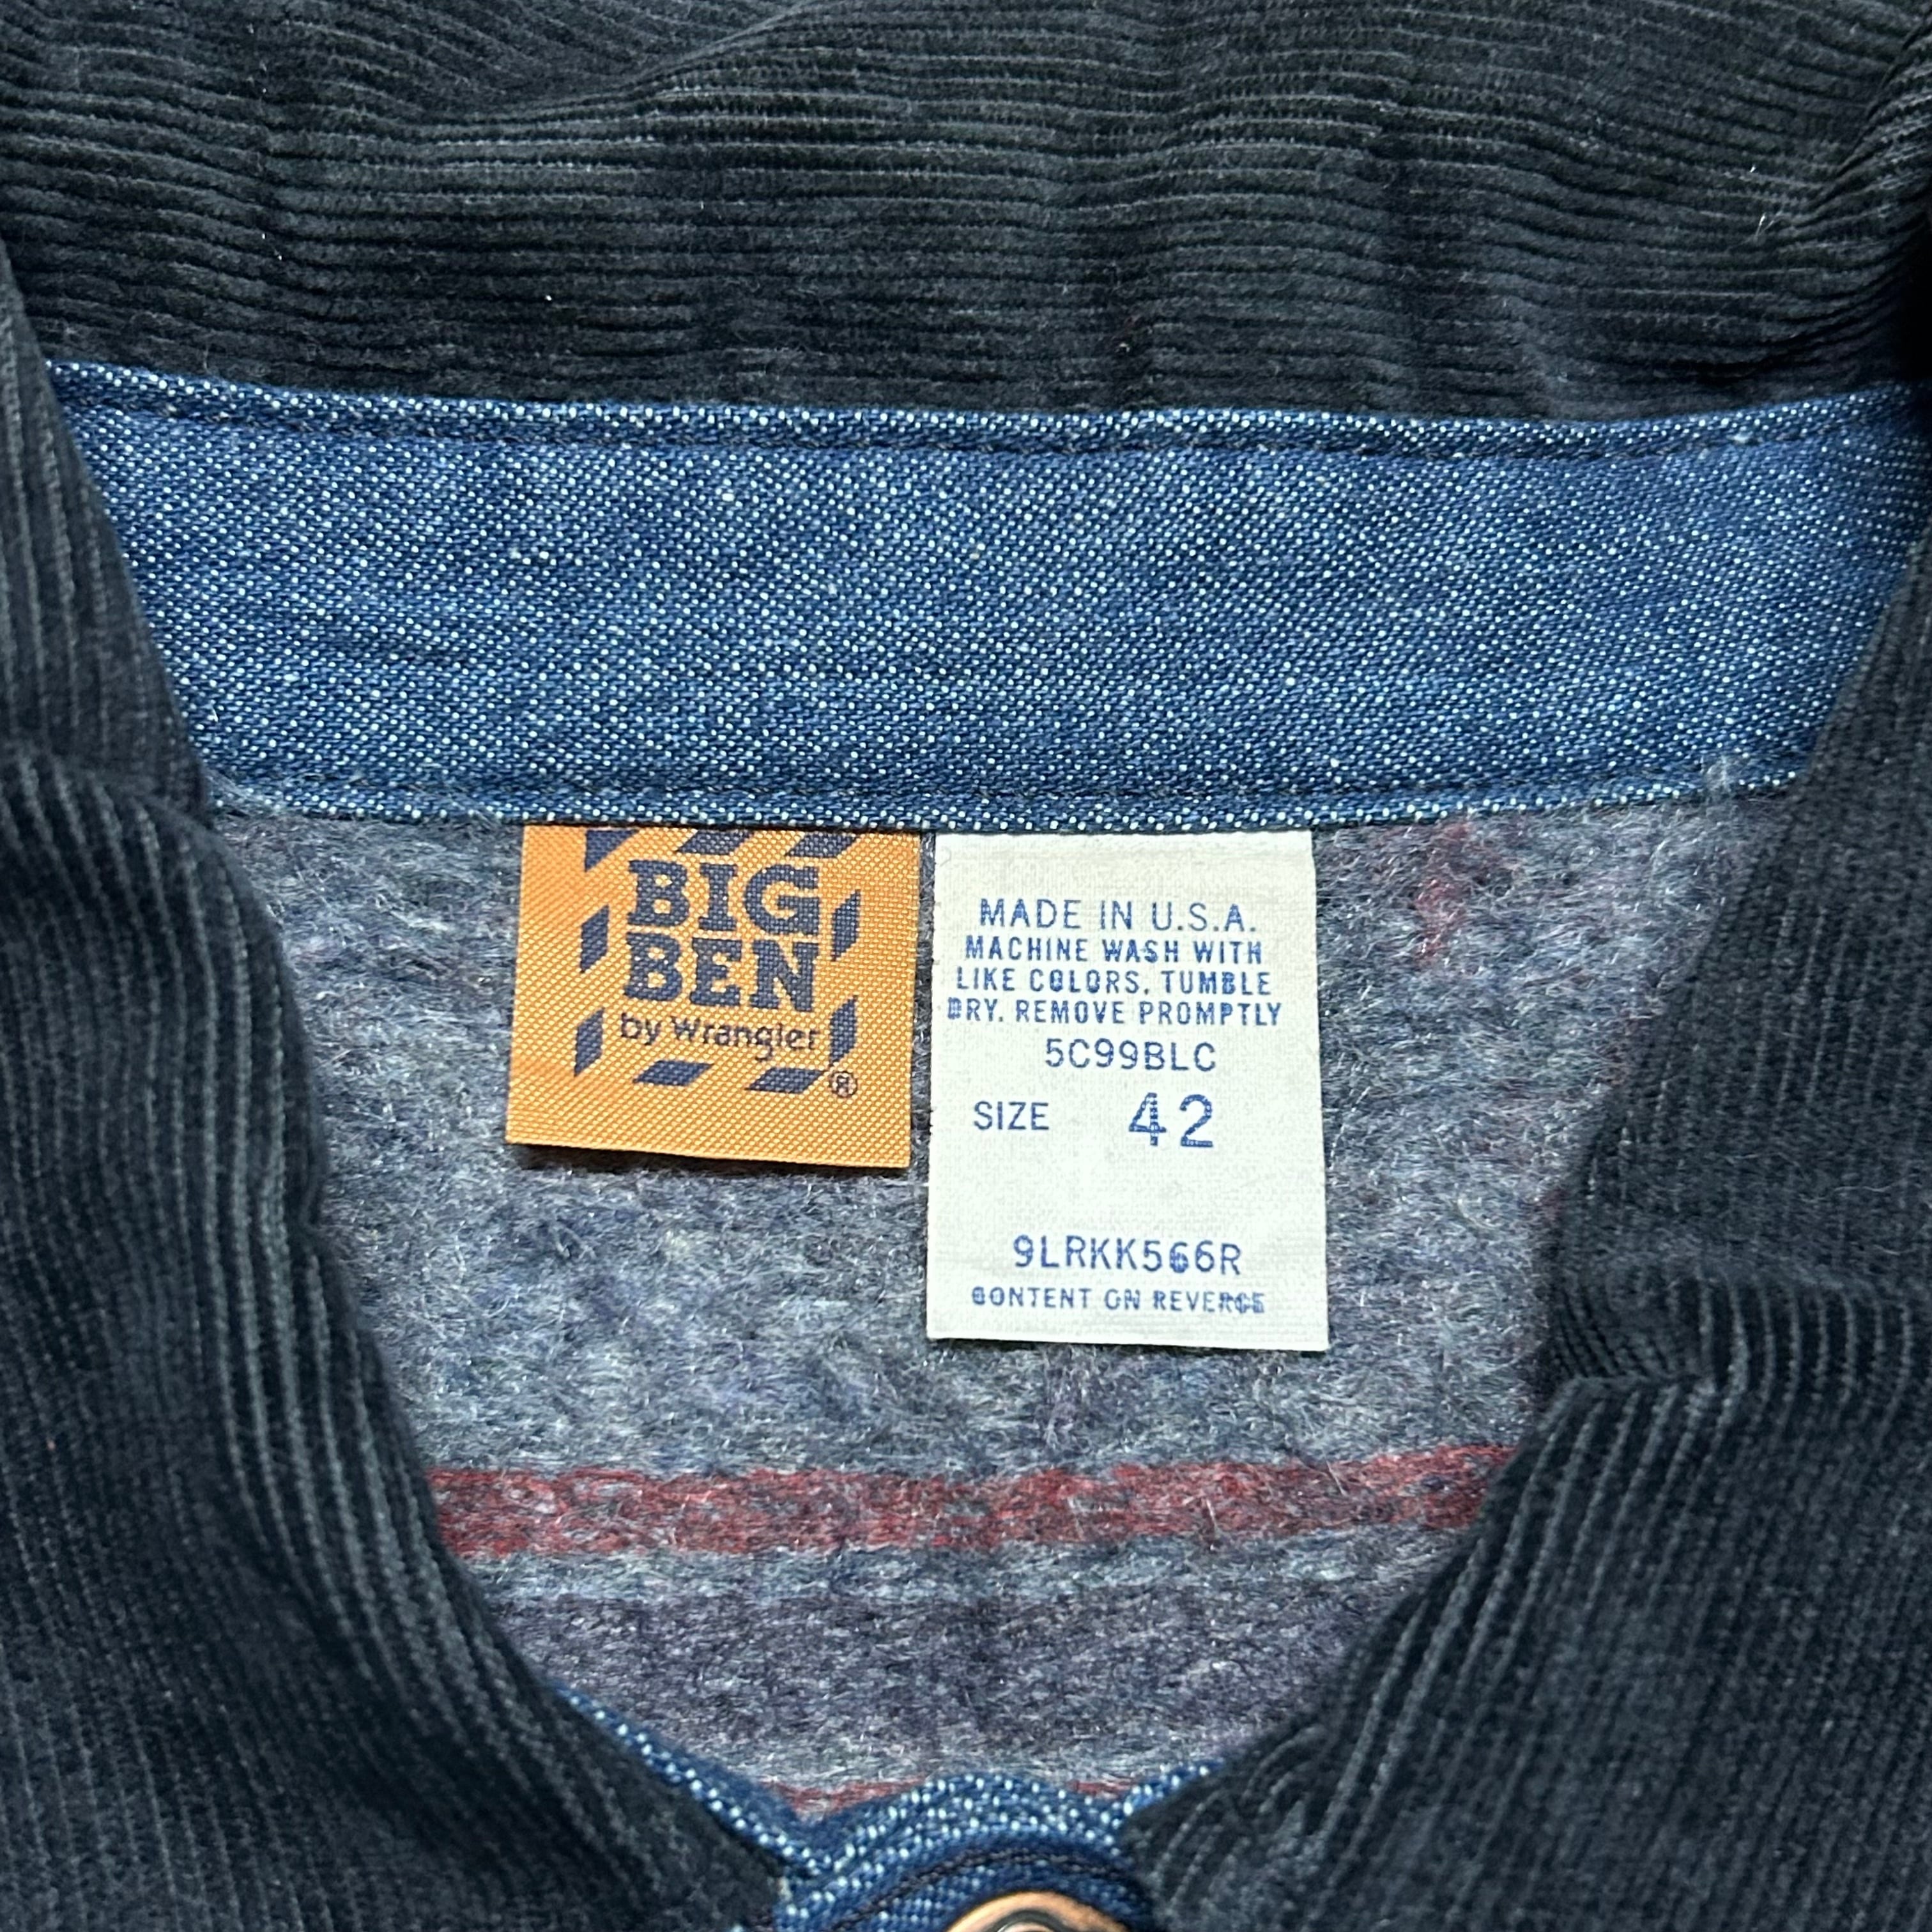 BIG
BEN
by Wrangler
®
MADE IN U.S.A.
MACHINE WASH WITH
LIKE COLORS, TUMBLE
DRY. REMOVE PROMPTLY
5C99BLC
SIZE 42
9LRKK566R
CONTENT ON REVERSE